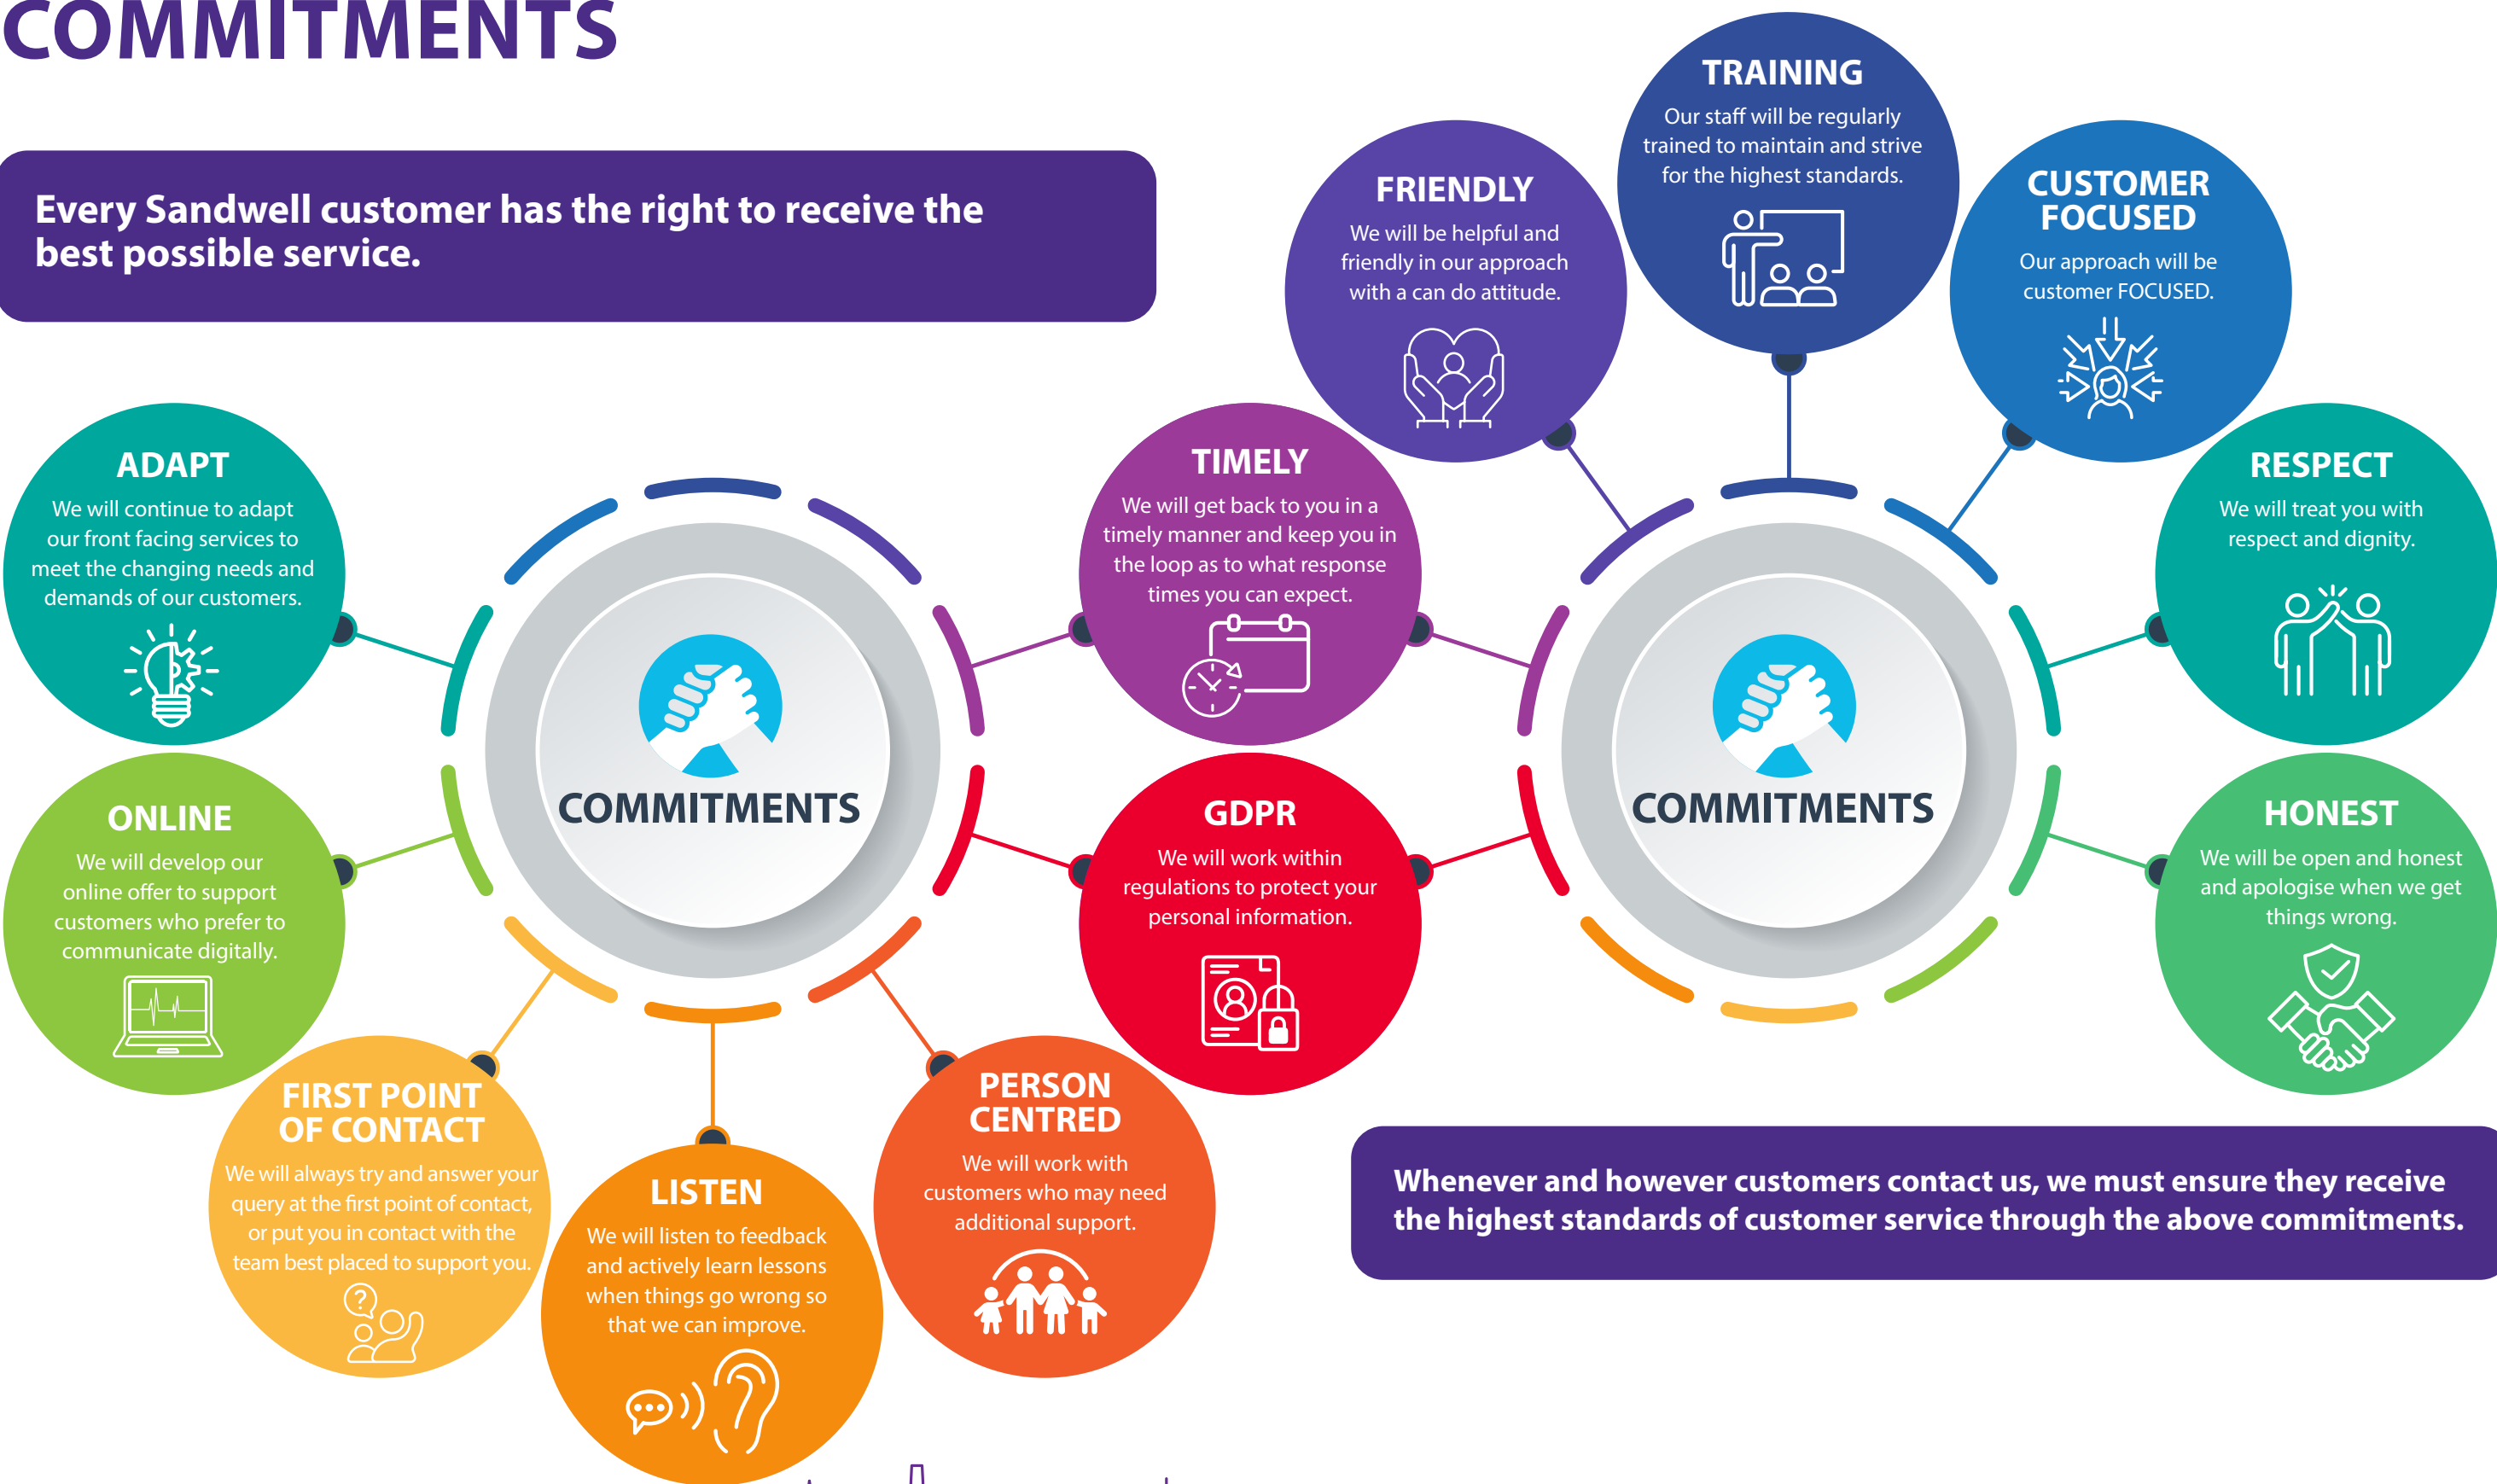 COMMITMENTS
Every Sandwell customer has the right to receive the
best possible service.
ADAPT
We will continue to adapt
our front facing services to
meet the changing needs and
demands of our customers.
ONLINE
We will develop our
online offer to support
customers who prefer to
communicate digitally.
FIRST POINT
OF CONTACT
We will always try and answer your
query at the first point of contact,
or put you in contact with the
team best placed to support you.
?
LISTEN
We will listen to feedback
and actively learn lessons
when things go wrong so
that we can improve.
PERSON
CENTRED
We will work with
customers who may need
additional support.
COMMITMENTS
TIMELY
We will get back to you in a
timely manner and keep you in
the loop as to what response
times you can expect.
GDPR
We will work within
regulations to protect your
personal information.
FRIENDLY
We will be helpful and
friendly in our approach
with a can do attitude.
TRAINING
Our staff will be regularly
trained to maintain and strive
for the highest standards.
CUSTOMER
FOCUSED
Our approach will be
customer FOCUSED.
RESPECT
We will treat you with
respect and dignity.
HONEST
We will be open and honest
and apologise when we get
things wrong.
COMMITMENTS
Whenever and however customers contact us, we must ensure they receive
the highest standards of customer service through the above commitments.